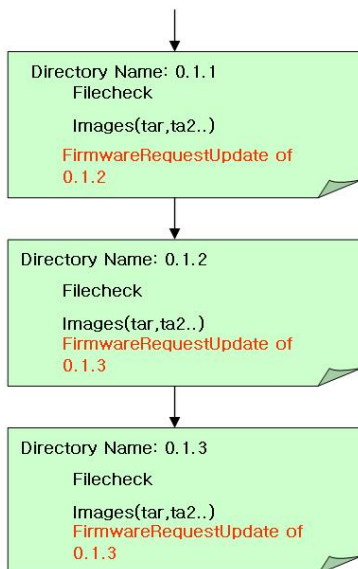 Directory Name: 0.1.1
Filecheck
Images(tar,ta2..)
FirmwareRequestUpdate of
0.1.2
Directory Name: 0.1.2
Filecheck
Images(tar,ta2..)
FirmwareRequestUpdate of
0.1.3
Directory Name: 0.1.3
Filecheck
Images(tar,ta2..)
FirmwareRequestUpdate of
0.1.3